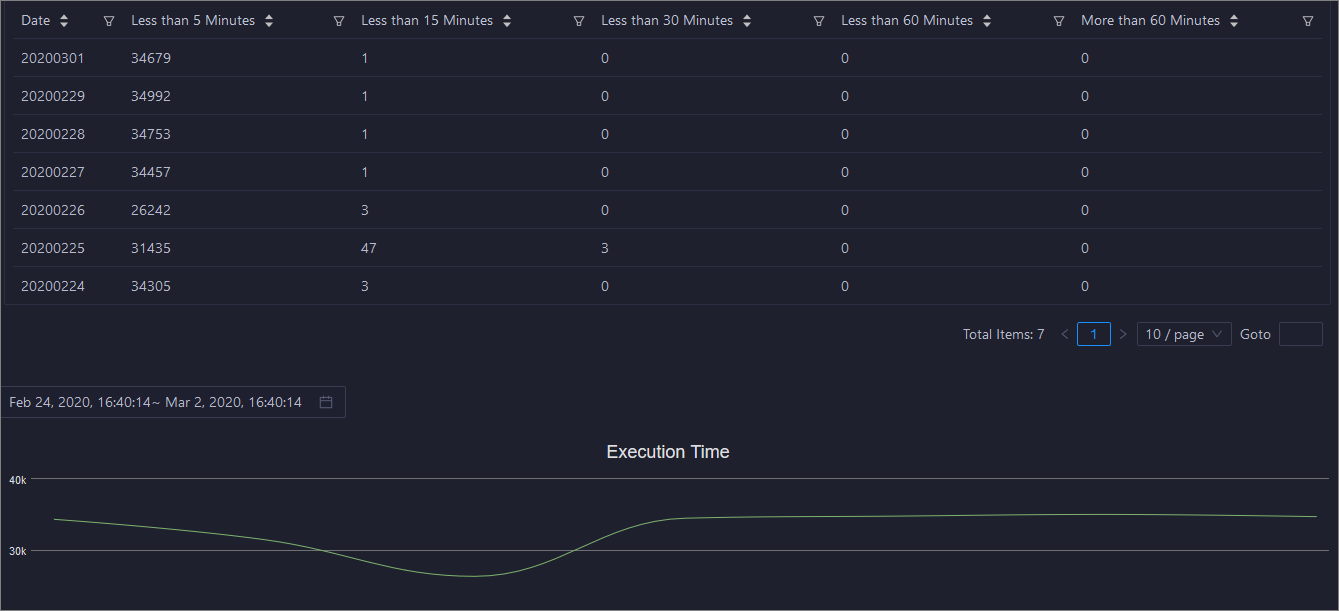 Date Less than 5 Minutes Less than 15 Minutes Less than 30 Minutes Less than 60 Minutes More than 60 Minutes
20200301 34679 1 0 0 0
20200229 34992 1 0 0 0
20200228 34753 1 0 0 0
20200227 34457 1 0 0 0
20200226 26242 3 0 0 0
20200225 31435 47 3 0 0
20200224 34305 3 0 0 0
Total Items: 7 < 1 > 10 / page Goto
Feb 24, 2020, 16:40:14~ Mar 2, 2020, 16:40:14
Execution Time
40k
30k